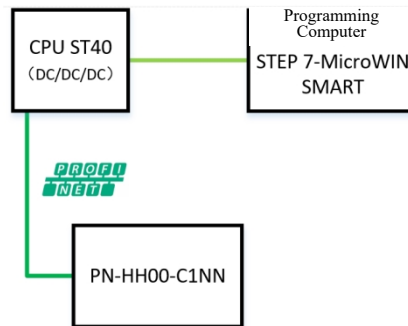 CPU ST40
（DC/DC/DC）
Programming
Computer
STEP 7-MicroWIN
SMART
PROFI
NET
PN-HH00-C1NN